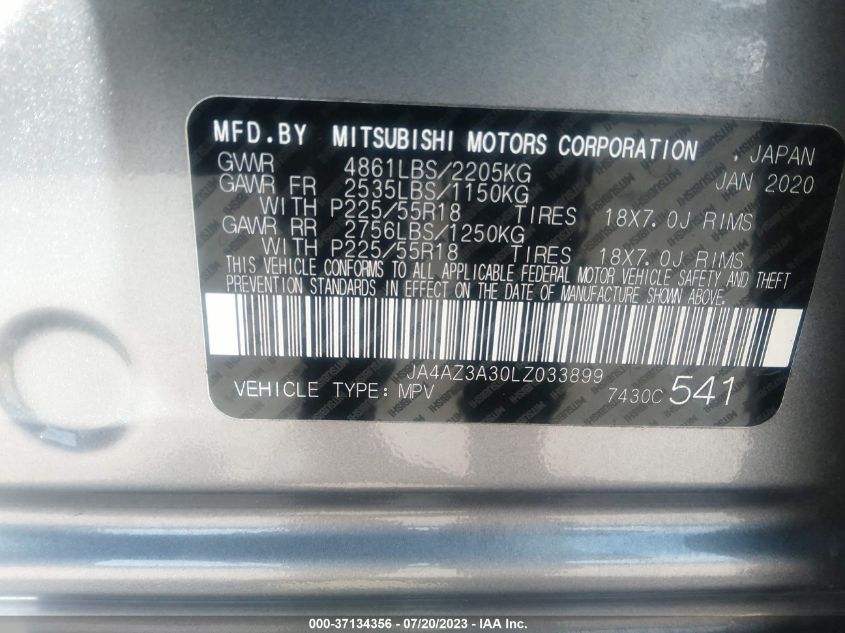 MFD.BY MITSUBISHI MOTORS CORPORATION , JAPAN
GVWR 4861LBS/2205KG JAN 2020
GAWR FR 2535LBS/1150KG
WITH P225/55R18 TIRES 18X7.0J RIMS
GAWR RR 2756LBS/1250KG
WITH P225/55R18 TIRES 18X7.0J RIMS
THIS VEHICLE CONFORMS TO ALL APPLICABLE FEDERAL MOTOR VEHICLE SAFETY AND THEFT
PREVENTION STANDARDS IN EFFECT ON THE DATE OF MANUFACTURE SHOWN ABOVE.
JA4AZ3A30LZ033899
VEHICLE TYPE: MPV 7430C 541
000-37134356 - 07/20/2023 - IAA Inc.